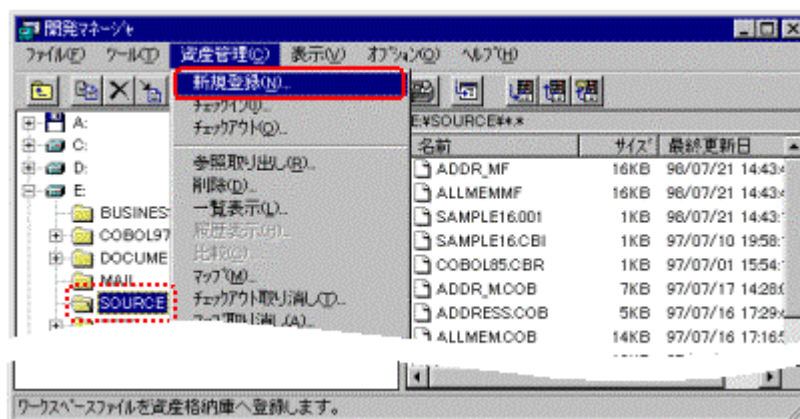 開発マネージャ
ファイル(F) ツール(T) 資産管理(C) 表示(V) オプション(O) ヘルプ(H)
新規登録(N)...
チェックイン(I)...
チェックアウト(O)...
参照取り出し(R)...
削除(D)...
一覧表示(L)...
履歴表示(H)...
比較(C)...
マップ(M)...
チェックアウト取り消し(T)...
マップ取り消し(A)...
A:
C:
D:
E:
BUSINES
COBOL97
DOCUME
MAIL
SOURCE
E:¥SOURCE¥*.*
名前 サイズ 最終更新日
ADDR_MF 16KB 98/07/21 14:43:
ALLMEMMF 16KB 98/07/21 14:43:
SAMPLE16.001 1KB 98/07/21 14:43:
SAMPLE16.CBI 1KB 97/07/10 19:58:
COBOL85.CBR 1KB 97/07/01 15:54:
ADDR_M.COB 7KB 97/07/17 14:28:
ADDRESS.COB 5KB 97/07/16 17:29:
ALLMEM.COB 14KB 97/07/16 17:16:
ワークスペースファイルを資産格納庫へ登録します。